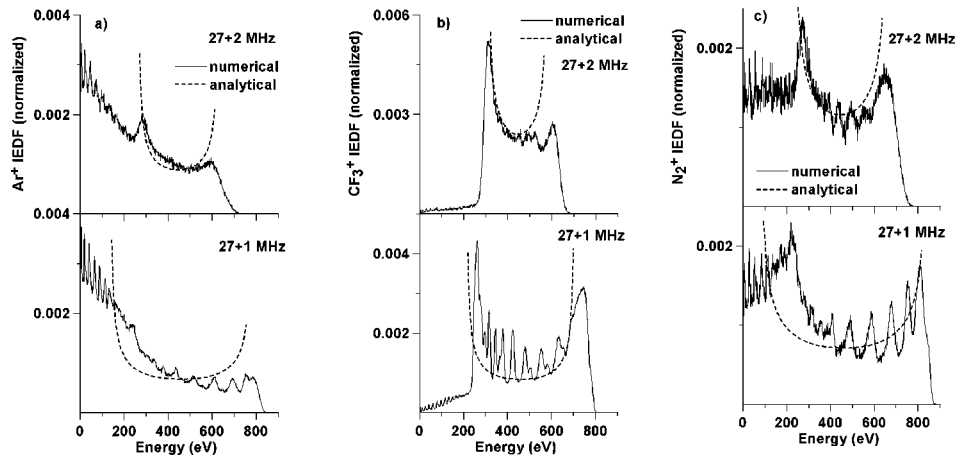 a)
0.004
27+2 MHz
numerical
analytical
0.002
Ar+ IEDF (normalized)
0.004
27+1 MHz
0.002
0 200 400 600 800
Energy (eV)
b)
0.006
numerical
analytical
27+2 MHz
0.003
CF3+ IEDF (normalized)
27+1 MHz
0.004
0.002
0 200 400 600 800
Energy (eV)
c)
27+2 MHz
0.002
numerical
analytical
N2+ IEDF (normalized)
27+1 MHz
0.002
0 200 400 600 800
Energy (eV)